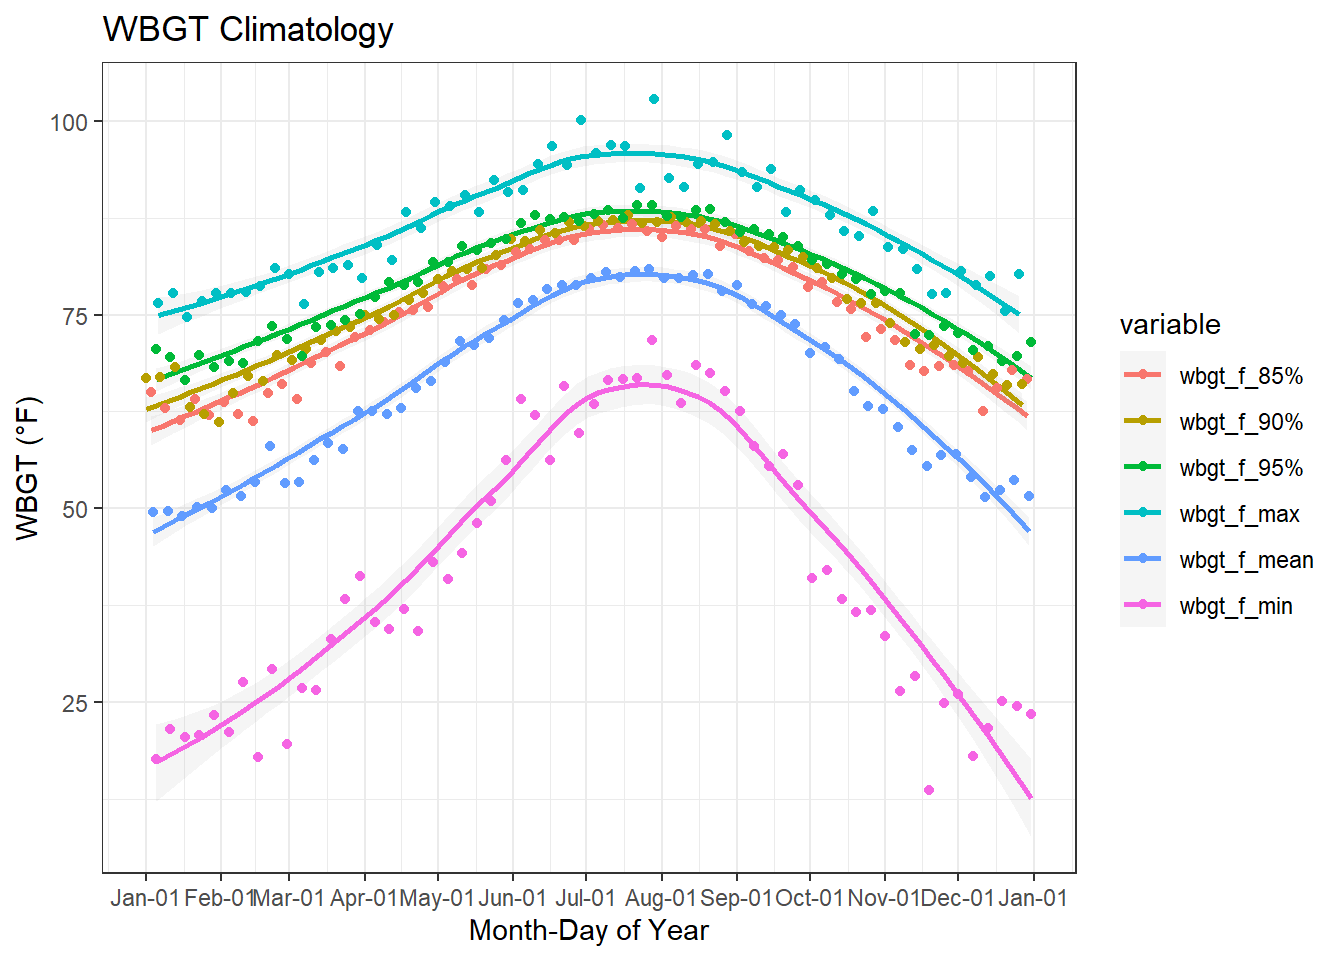 WBGT Climatology
100
75
50
25
WBGT (°F)
Jan-01 Feb-01 Mar-01 Apr-01 May-01 Jun-01 Jul-01 Aug-01 Sep-01 Oct-01 Nov-01 Dec-01 Jan-01
Month-Day of Year
variable
wbgt_f_85%
wbgt_f_90%
wbgt_f_95%
wbgt_f_max
wbgt_f_mean
wbgt_f_min